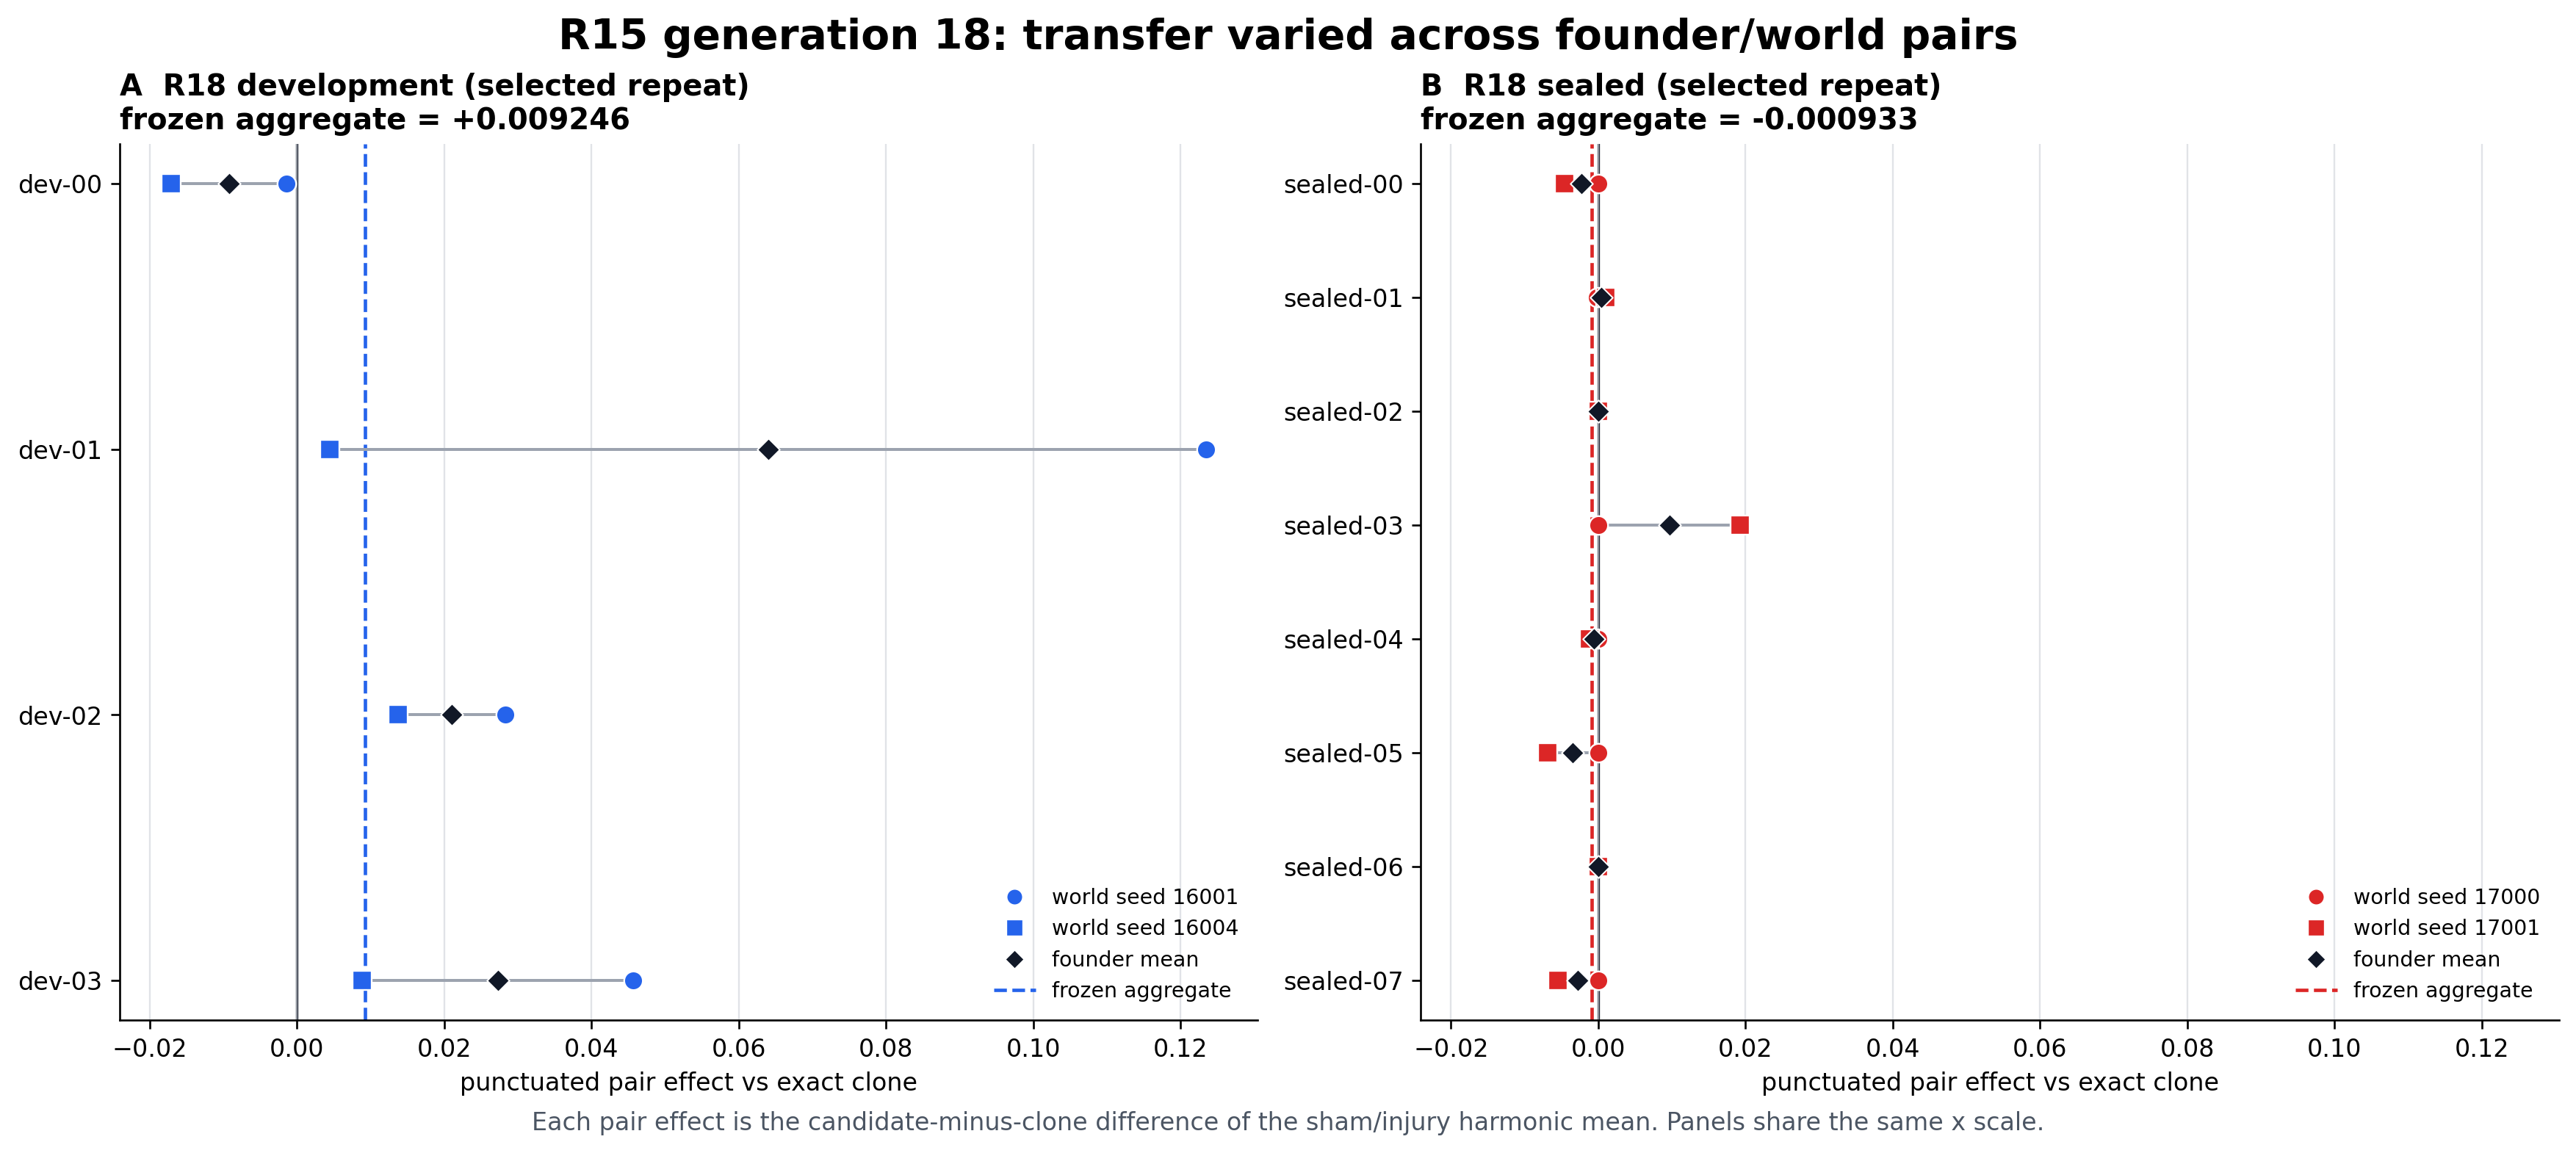 R15 generation 18: transfer varied across founder/world pairs
A  R18 development (selected repeat)
frozen aggregate = +0.009246
dev-00
dev-01
dev-02
dev-03
world seed 16001
world seed 16004
founder mean
frozen aggregate
−0.02
0.00
0.02
0.04
0.06
0.08
0.10
0.12
punctuated pair effect vs exact clone
B  R18 sealed (selected repeat)
frozen aggregate = -0.000933
sealed-00
sealed-01
sealed-02
sealed-03
sealed-04
sealed-05
sealed-06
sealed-07
world seed 17000
world seed 17001
founder mean
frozen aggregate
−0.02
0.00
0.02
0.04
0.06
0.08
0.10
0.12
punctuated pair effect vs exact clone
Each pair effect is the candidate-minus-clone difference of the sham/injury harmonic mean. Panels share the same x scale.